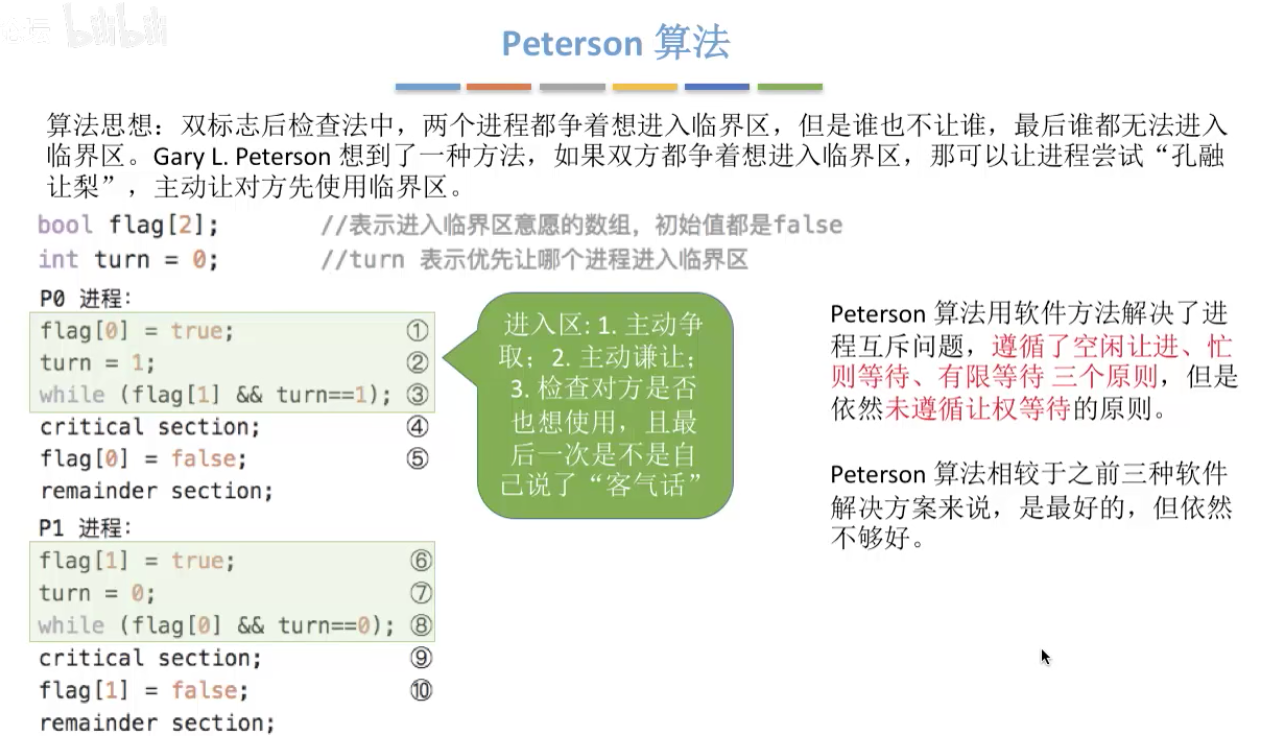 bilibili
Peterson 算法
算法思想：双标志后检查法中，两个进程都争着想进入临界区，但是谁也不让谁，最后谁都无法进入
临界区。Gary L. Peterson 想到了一种方法，如果双方都争着想进入临界区，那可以让进程尝试“孔融
让梨”，主动让对方先使用临界区。
bool flag[2]; //表示进入临界区意愿的数组，初始值都是false
int turn = 0; //turn 表示优先让哪个进程进入临界区
P0 进程：
flag[0] = true; ①
turn = 1; ②
while (flag[1] && turn==1); ③
critical section; ④
flag[0] = false; ⑤
remainder section;
P1 进程：
flag[1] = true; ⑥
turn = 0; ⑦
while (flag[0] && turn==0); ⑧
critical section; ⑨
flag[1] = false; ⑩
remainder section;
进入区: 1. 主动争
取；2. 主动谦让；
3. 检查对方是否
也想使用，且最
后一次是不是自
己说了“客气话”
Peterson 算法用软件方法解决了进
程互斥问题，遵循了空闲让进、忙
则等待、有限等待 三个原则，但是
依然未遵循让权等待的原则。
Peterson 算法相较于之前三种软件
解决方案来说，是最好的，但依然
不够好。